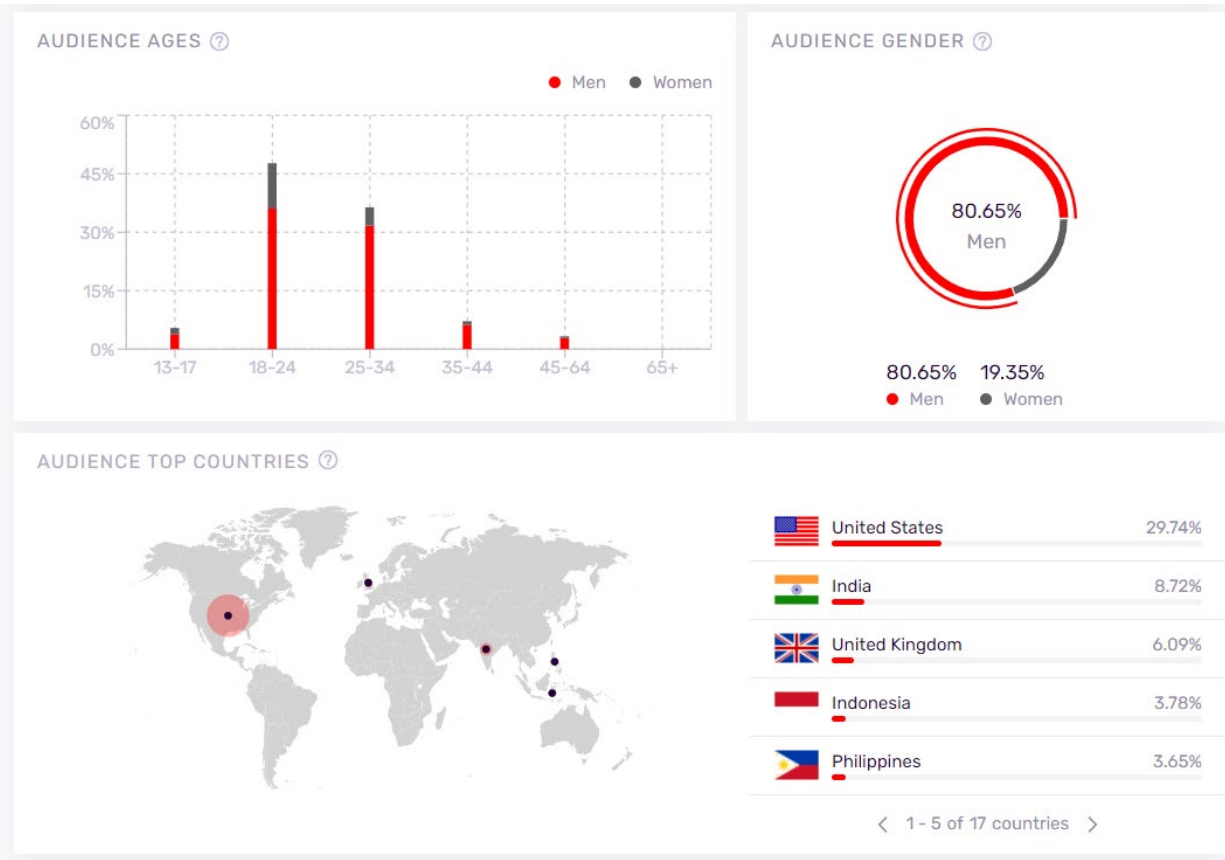 AUDIENCE AGES ?
Men Women
60%
45%
30%
15%
0%
13-17 18-24 25-34 35-44 45-64 65+
AUDIENCE GENDER ?
80.65%
Men
80.65% 19.35%
Men Women
AUDIENCE TOP COUNTRIES ?
United States 29.74%
India 8.72%
United Kingdom 6.09%
Indonesia 3.78%
Philippines 3.65%
< 1 - 5 of 17 countries >